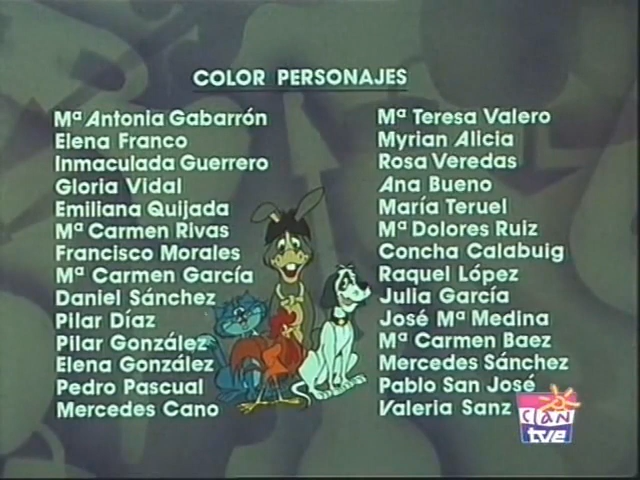 COLOR PERSONAJES
Mª Antonia Gabarrón
Elena Franco
Inmaculada Guerrero
Gloria Vidal
Emiliana Quijada
Mª Carmen Rivas
Francisco Morales
Mª Carmen García
Daniel Sánchez
Pilar Díaz
Pilar González
Elena González
Pedro Pascual
Mercedes Cano
Mª Teresa Valero
Myrian Alicia
Rosa Veredas
Ana Bueno
María Teruel
Mª Dolores Ruiz
Concha Calabuig
Raquel López
Julia García
José Mª Medina
Mª Carmen Baez
Mercedes Sánchez
Pablo San José
Valeria Sanz
CLAN
tve